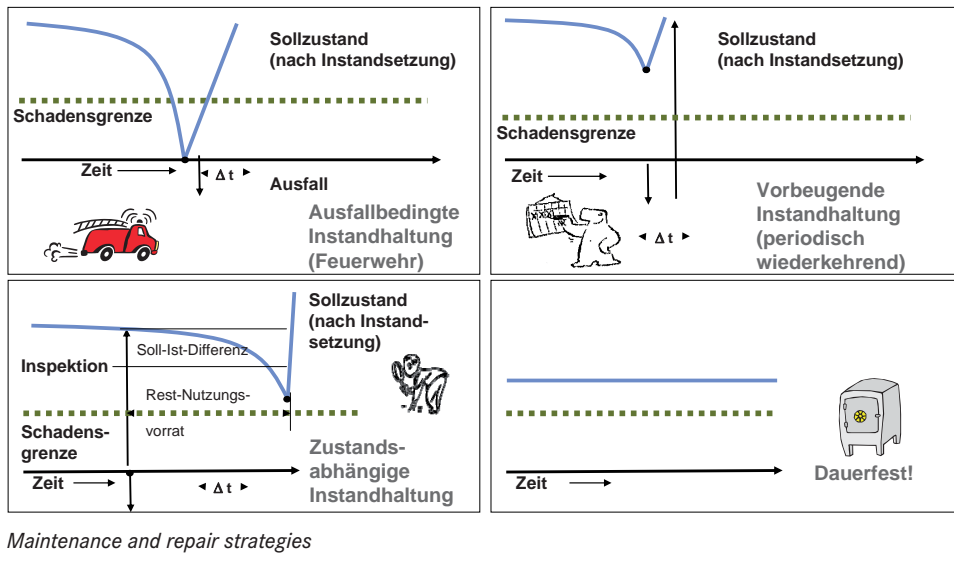 Sollzustand
(nach Instandsetzung)
Schadensgrenze
Zeit
Δ t
Ausfall
Ausfallbedingte
Instandhaltung
(Feuerwehr)
Sollzustand
(nach Instandsetzung)
Schadensgrenze
Zeit
Δ t
Vorbeugende
Instandhaltung
(periodisch
wiederkehrend)
Sollzustand
(nach Instand-
setzung)
Soll-Ist-Differenz
Inspektion
Rest-Nutzungs-
vorrat
Schadens-
grenze
Zeit
Δ t
Zustands-
abhängige
Instandhaltung
Zeit
Dauerfest!
Maintenance and repair strategies